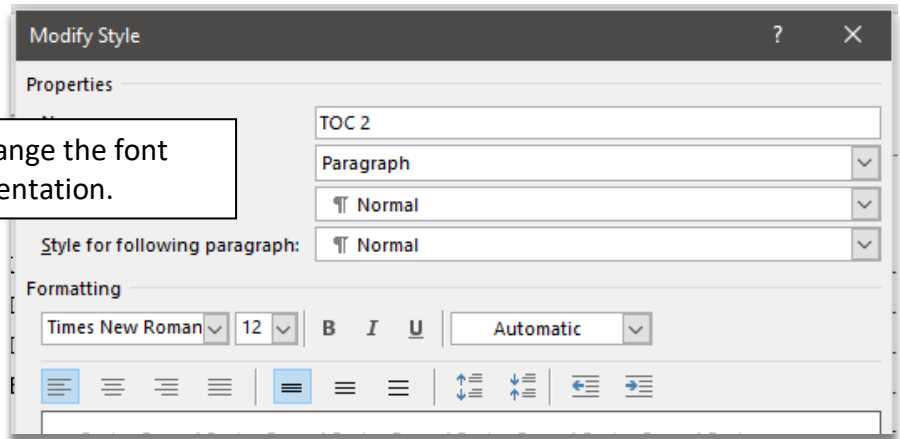 Modify Style ? ×
Properties
TOC 2
ange the font
entation.
Paragraph
¶ Normal
Style for following paragraph: ¶ Normal
Formatting
Times New Roman 12 B I U Automatic